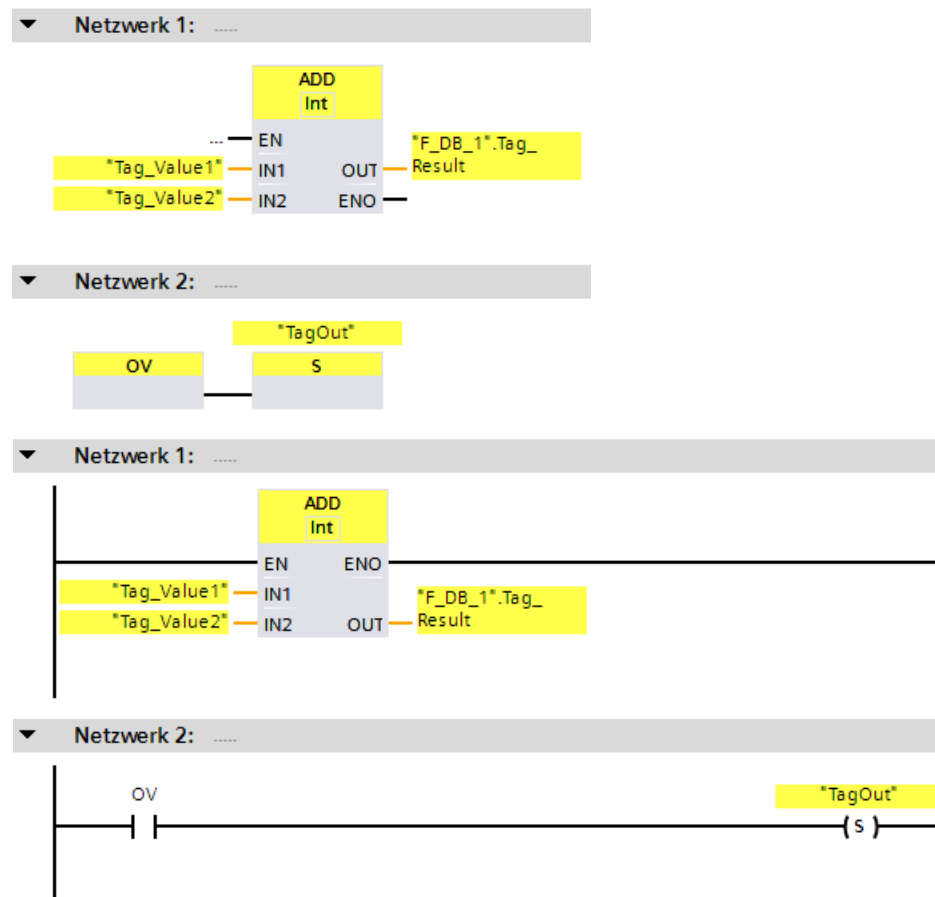 Netzwerk 1: .....
ADD
Int
... EN
"Tag_Value1" IN1 OUT "F_DB_1".Tag_
Result
"Tag_Value2" IN2 ENO
Netzwerk 2: .....
"TagOut"
OV S
Netzwerk 1: .....
ADD
Int
EN ENO
"Tag_Value1" IN1
"Tag_Value2" IN2 OUT "F_DB_1".Tag_
Result
Netzwerk 2: .....
OV "TagOut"
( S )